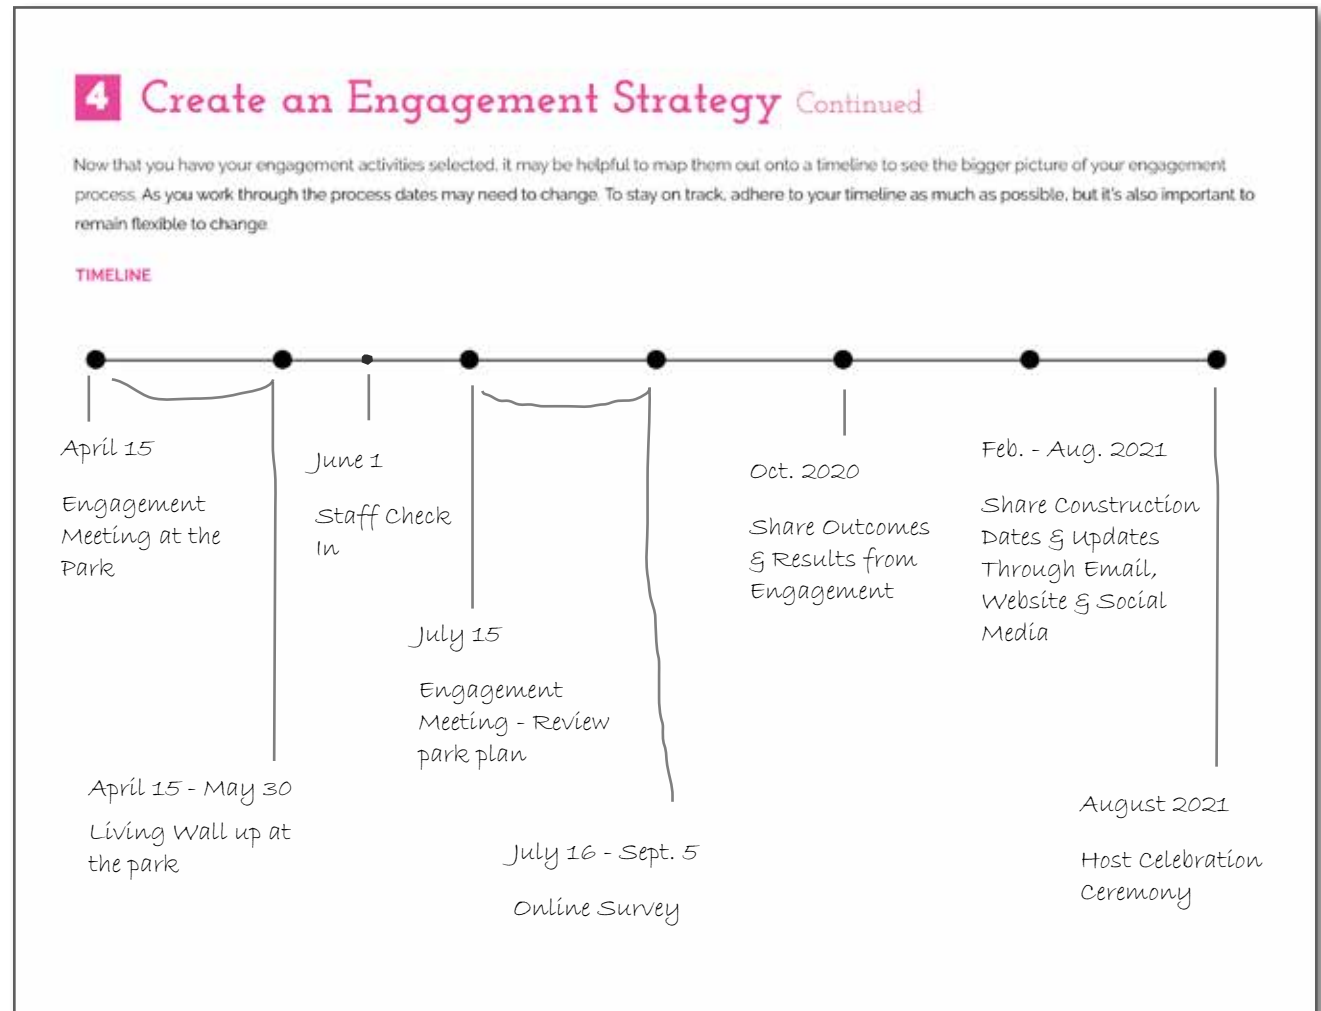 4 Create an Engagement Strategy Continued
Now that you have your engagement activities selected, it may be helpful to map them out onto a timeline to see the bigger picture of your engagement
process. As you work through the process dates may need to change. To stay on track, adhere to your timeline as much as possible, but it's also important to
remain flexible to change.
TIMELINE
April 15
Engagement
Meeting at the
Park
April 15 - May 30
Living Wall up at
the park
June 1
Staff Check
In
July 15
Engagement
Meeting - Review
park plan
July 16 - Sept. 5
Online Survey
Oct. 2020
Share Outcomes
& Results from
Engagement
Feb. - Aug. 2021
Share Construction
Dates & Updates
Through Email,
Website & Social
Media
August 2021
Host Celebration
Ceremony